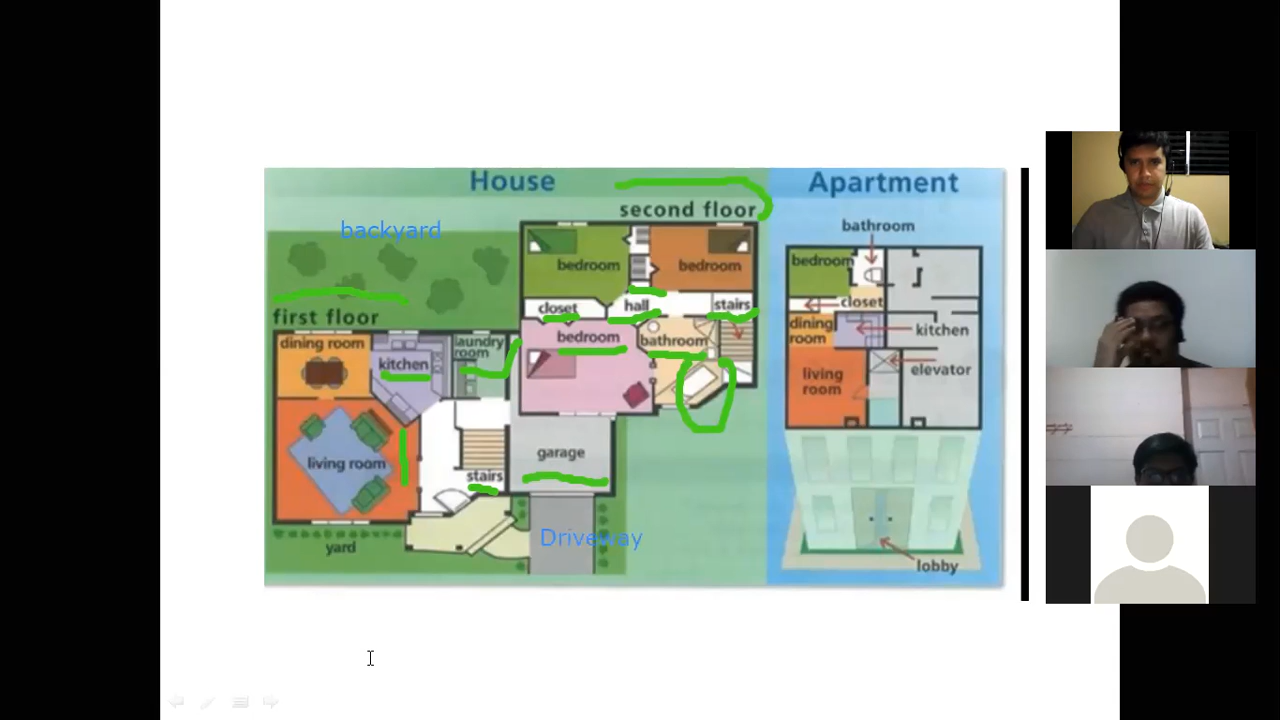 House
Apartment
second floor
backyard
bathroom
bedroom
bedroom
bedroom
closet
hall
stairs
closet
first floor
dining room
laundry
room
bedroom
bathroom
dining
room
kitchen
kitchen
elevator
living
room
living room
garage
stairs
yard
Driveway
lobby